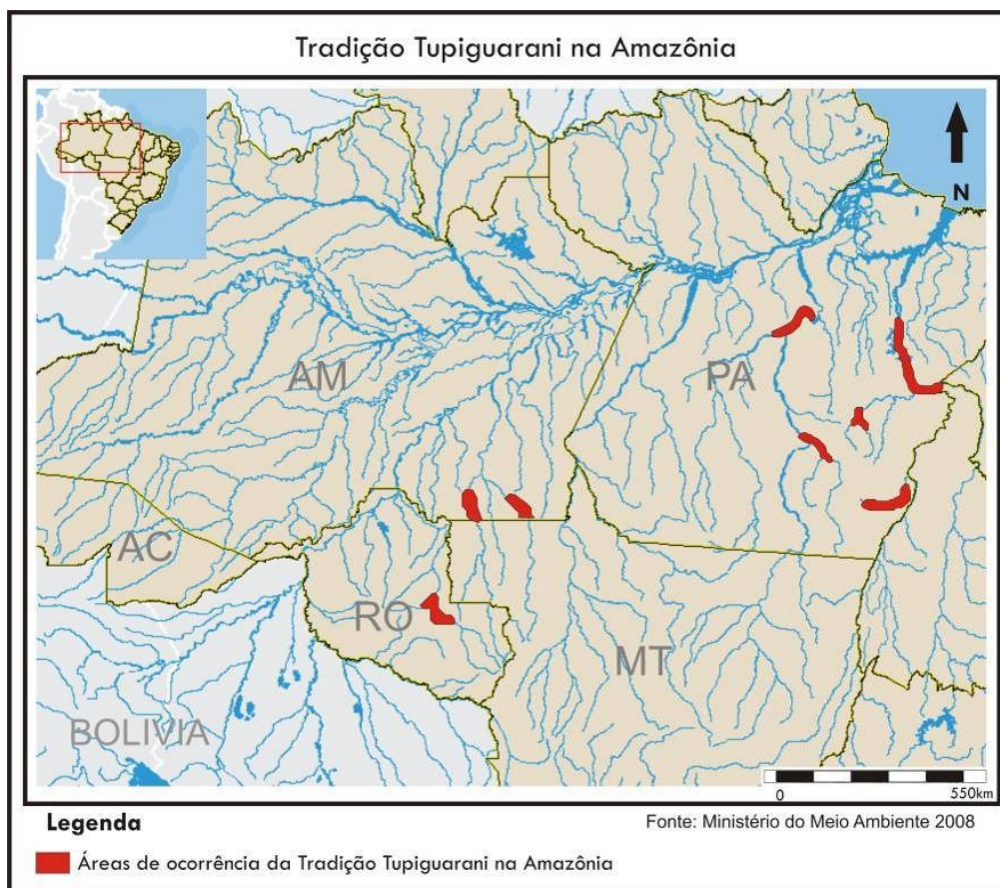 Tradição Tupiguarani na Amazônia
N
AM
PA
AC
RO
MT
BOLIVIA
0
550km
Legenda
Fonte: Ministério do Meio Ambiente 2008
Áreas de ocorrência da Tradição Tupiguarani na Amazônia